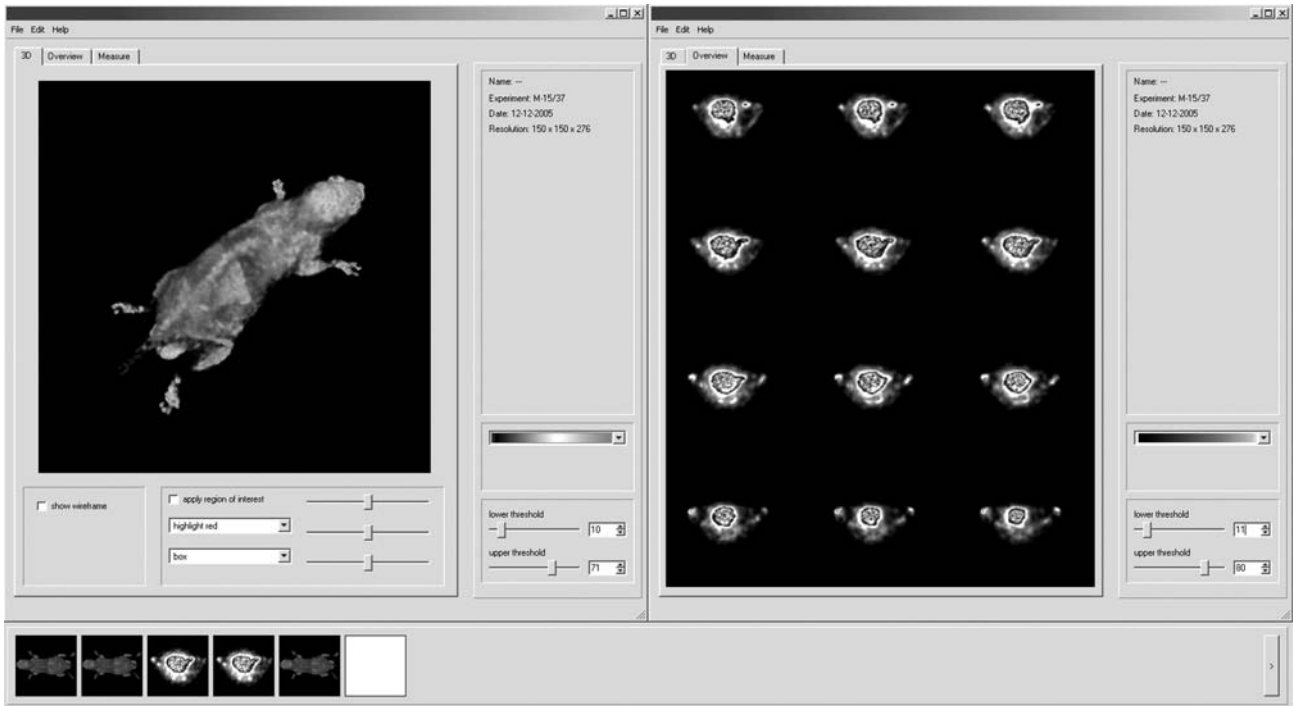 File Edit Help
3D Overview Measure
Name: ---
Experiment: M-15/37
Date: 12-12-2005
Resolution: 150 x 150 x 276
show wireframe
apply region of interest
highlight red
box
lower threshold
10
upper threshold
71
File Edit Help
3D Overview Measure
Name: ---
Experiment: M-15/37
Date: 12-12-2005
Resolution: 150 x 150 x 276
lower threshold
11
upper threshold
80
>